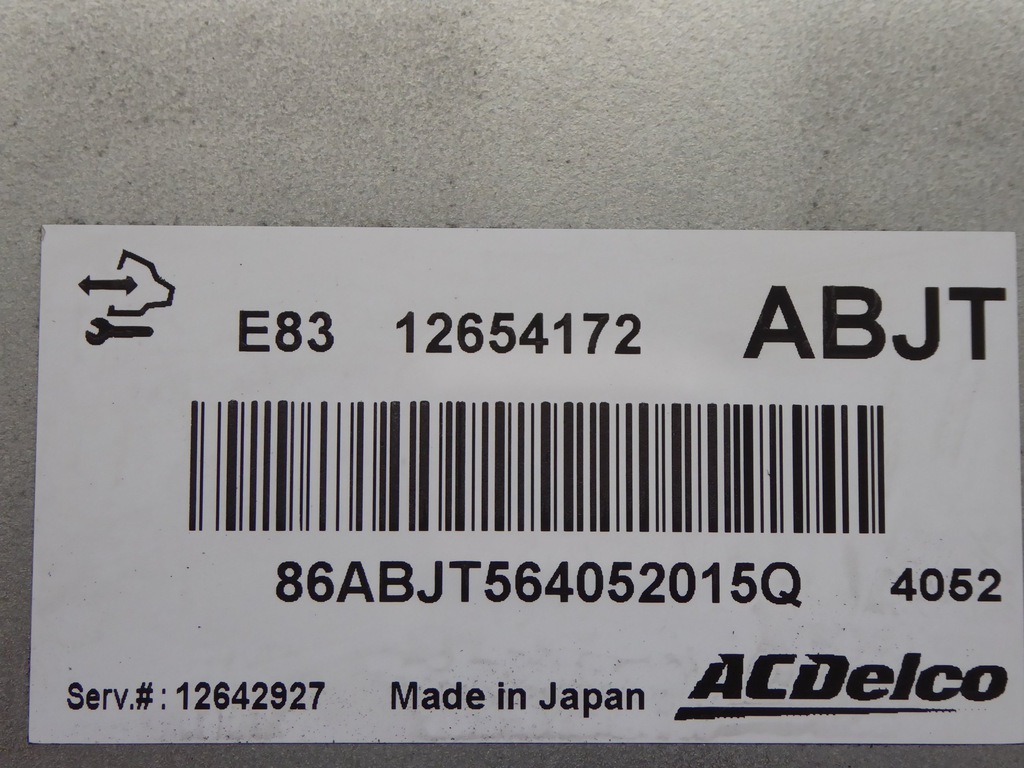 E83 12654172 ABJT
86ABJT564052015Q 4052
Serv.#: 12642927 Made in Japan ACDelco